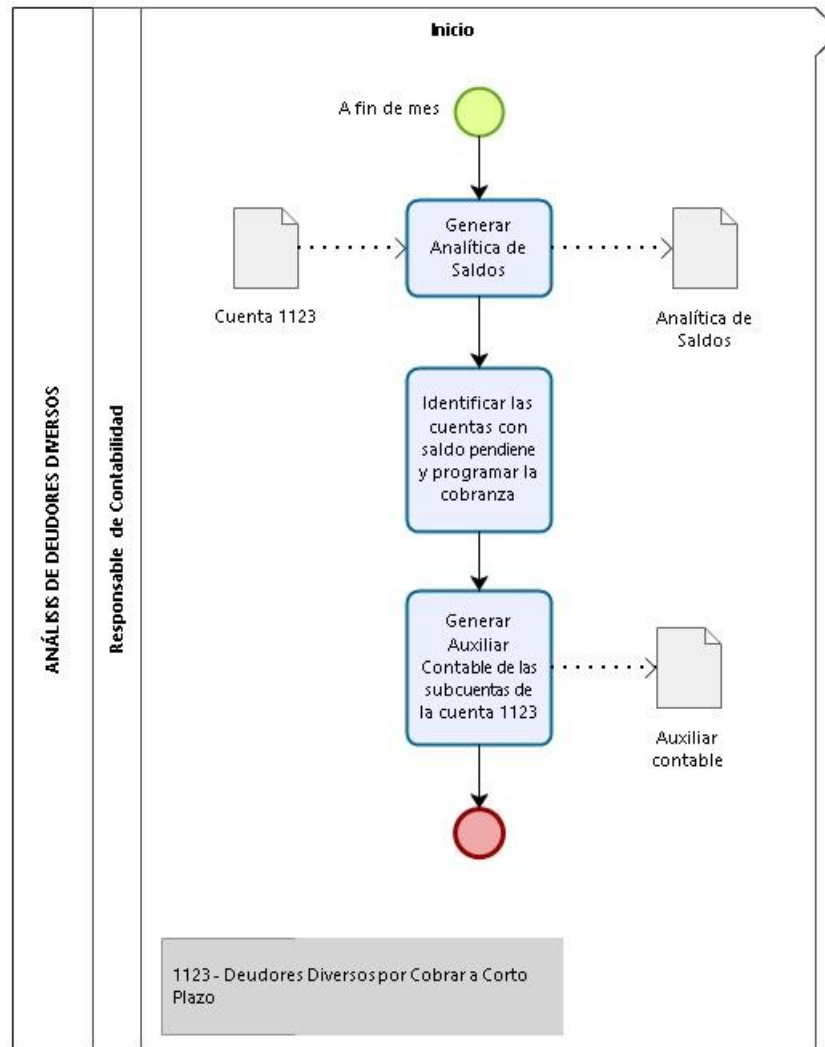 ANÁLISIS DE DEUDORES DIVERSOS
Responsable de Contabilidad
Inicio
A fin de mes
Generar
Analítica de
Saldos
Cuenta 1123
Analítica de
Saldos
Identificar las
cuentas con
saldo pendiene
y programar la
cobranza
Generar
Auxiliar
Contable de las
subcuentas de
la cuenta 1123
Auxiliar
contable
1123 - Deudores Diversos por Cobrar a Corto
Plazo